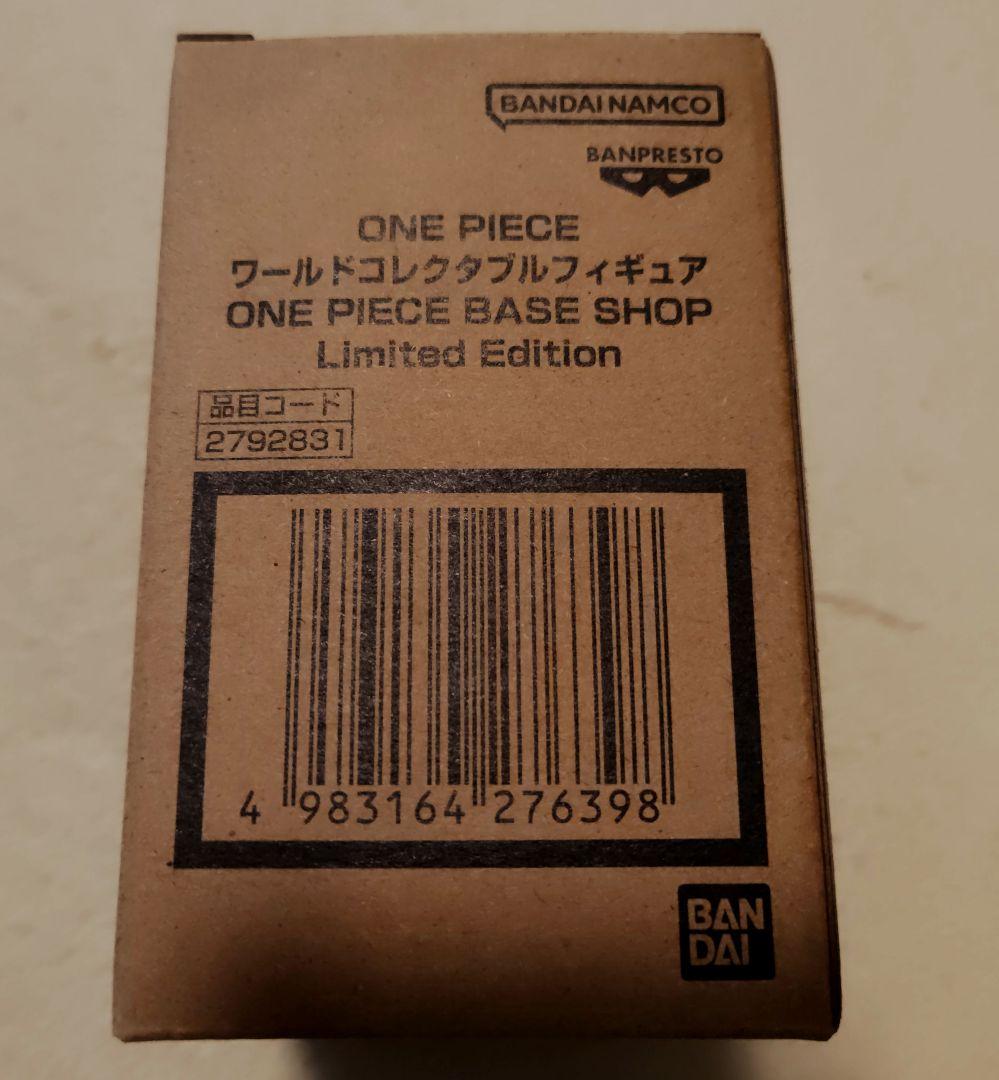 BANDAI NAMCO
BANPRESTO
ONE PIECE
ワールドコレクタブルフィギュア
ONE PIECE BASE SHOP
Limited Edition
品目コード
2792831
4 983164 276398
BAN
DAI